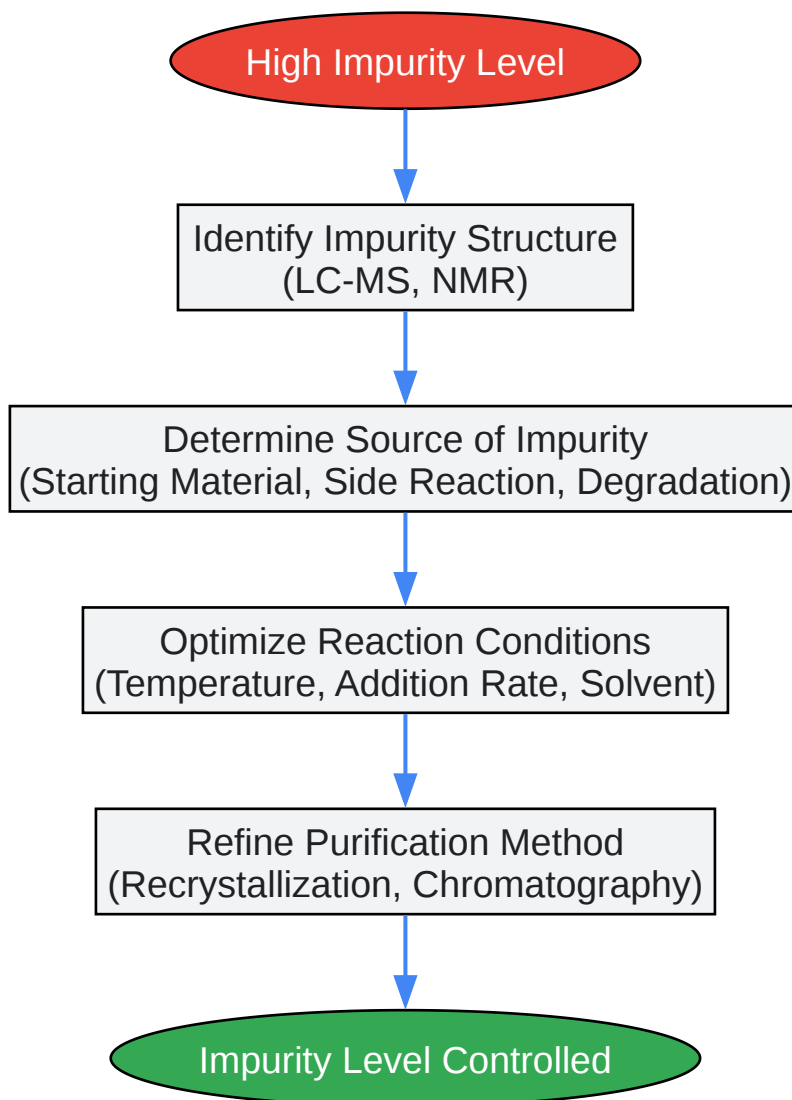 High Impurity Level
Identify Impurity Structure
(LC-MS, NMR)
Determine Source of Impurity
(Starting Material, Side Reaction, Degradation)
Optimize Reaction Conditions
(Temperature, Addition Rate, Solvent)
Refine Purification Method
(Recrystallization, Chromatography)
Impurity Level Controlled